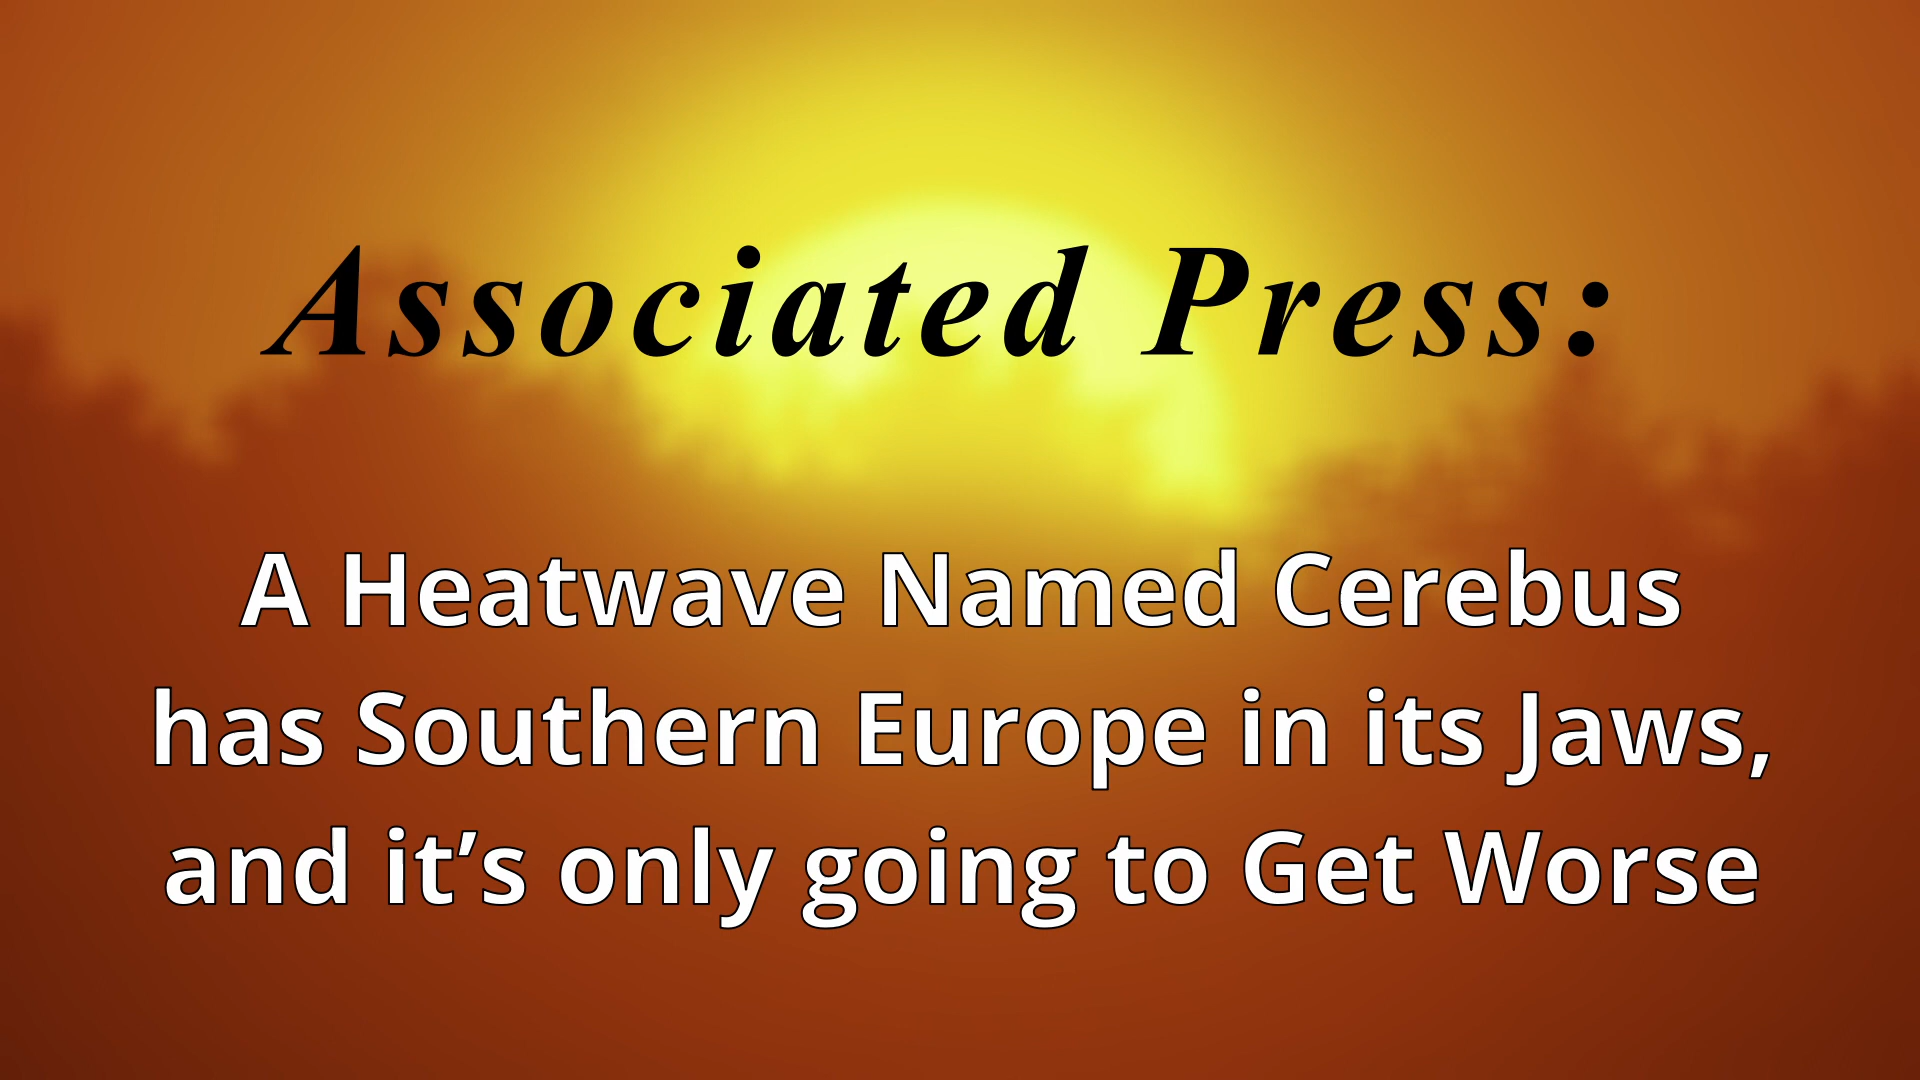 Associated Press:
A Heatwave Named Cerebus
has Southern Europe in its Jaws,
and it’s only going to Get Worse